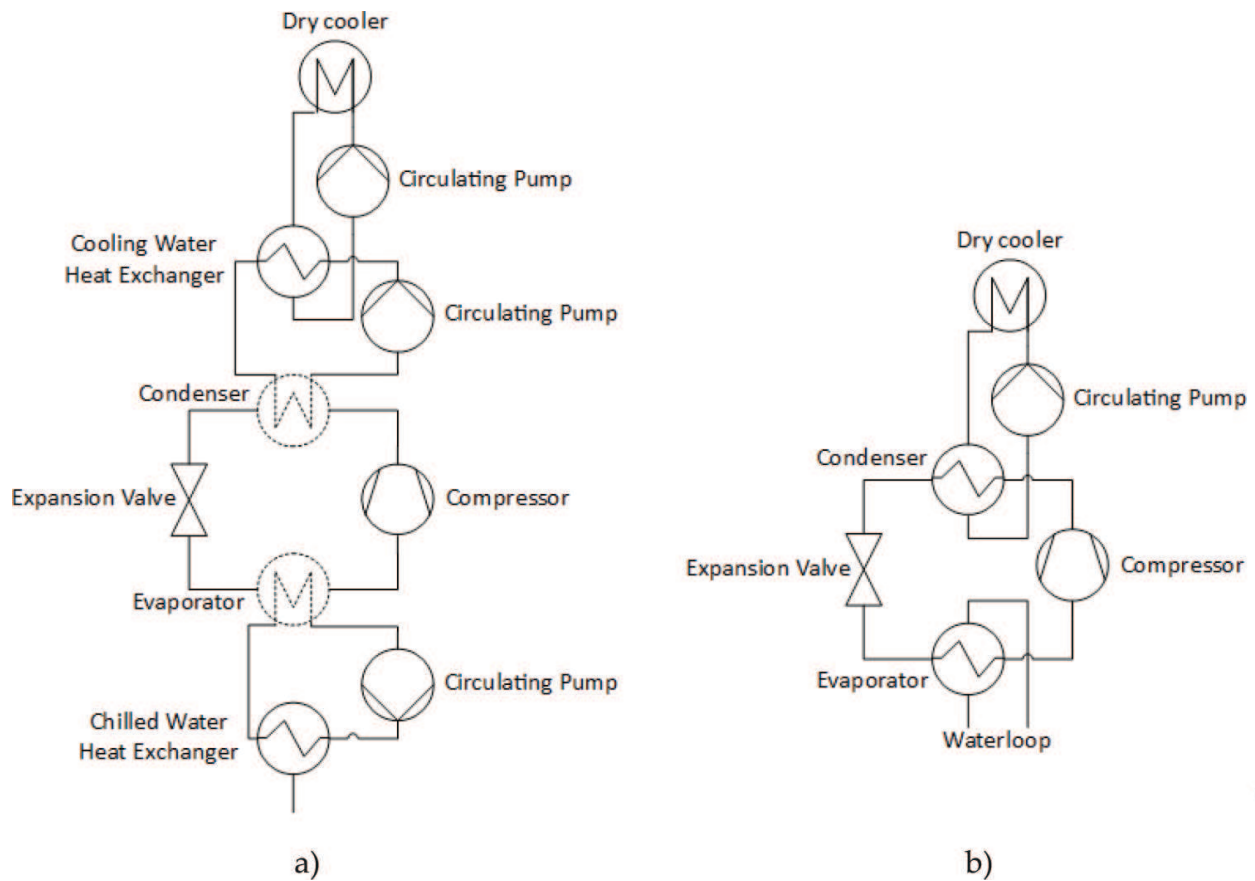 Dry cooler
Circulating Pump
Cooling Water
Heat Exchanger
Circulating Pump
Condenser
Expansion Valve
Compressor
Evaporator
Circulating Pump
Chilled Water
Heat Exchanger
a)
Dry cooler
Circulating Pump
Condenser
Expansion Valve
Compressor
Evaporator
Waterloop
b)